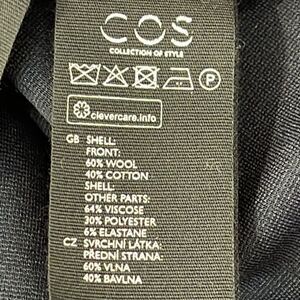 COS
COLLECTION OF STYLE
P
clevercare.info
GB SHELL:
FRONT:
60% WOOL
40% COTTON
SHELL:
OTHER PARTS:
64% VISCOSE
30% POLYESTER
6% ELASTANE
CZ SVRCHNÍ LÁTKA:
PŘEDNÍ STRANA:
60% VLNA
40% BAVLNA